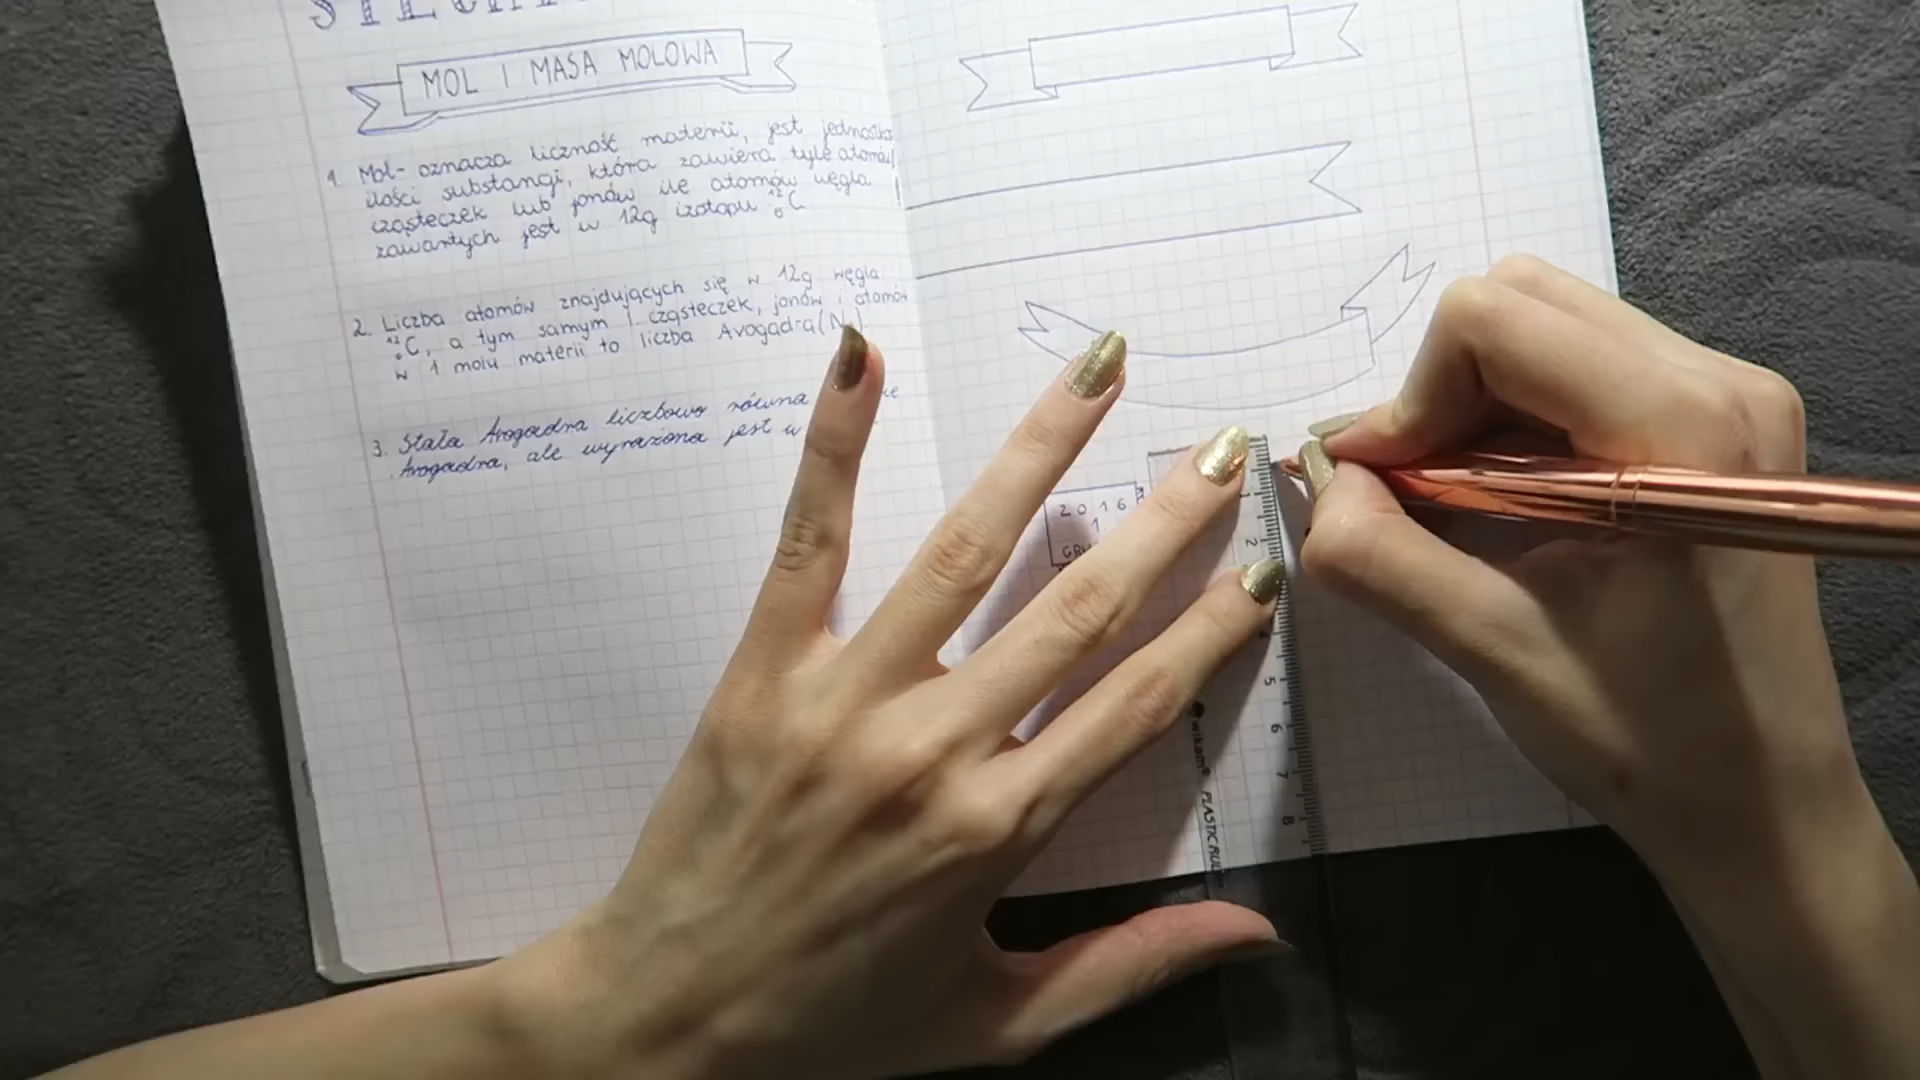 MOL I MASA MOLOWA
1. Mol- oznacza liczność materii, jest jednostką
ilości substancji, która zawiera tyle atomów
cząsteczek lub jonów ile atomów węgla
zawartych jest w 12g izotopu ¹²₆C
2. Liczba atomów znajdujących się w 12g węgla
¹²₆C, a tym samym l. cząsteczek, jonów i atomów
w 1 molu materii to liczba Avogadra(N
3. Stała Avogadra liczbowo równa
Avogadra, ale wyrażona jest w
2016
1
GRU
2
5
6
7
8
wikam® PLASTIC RUL